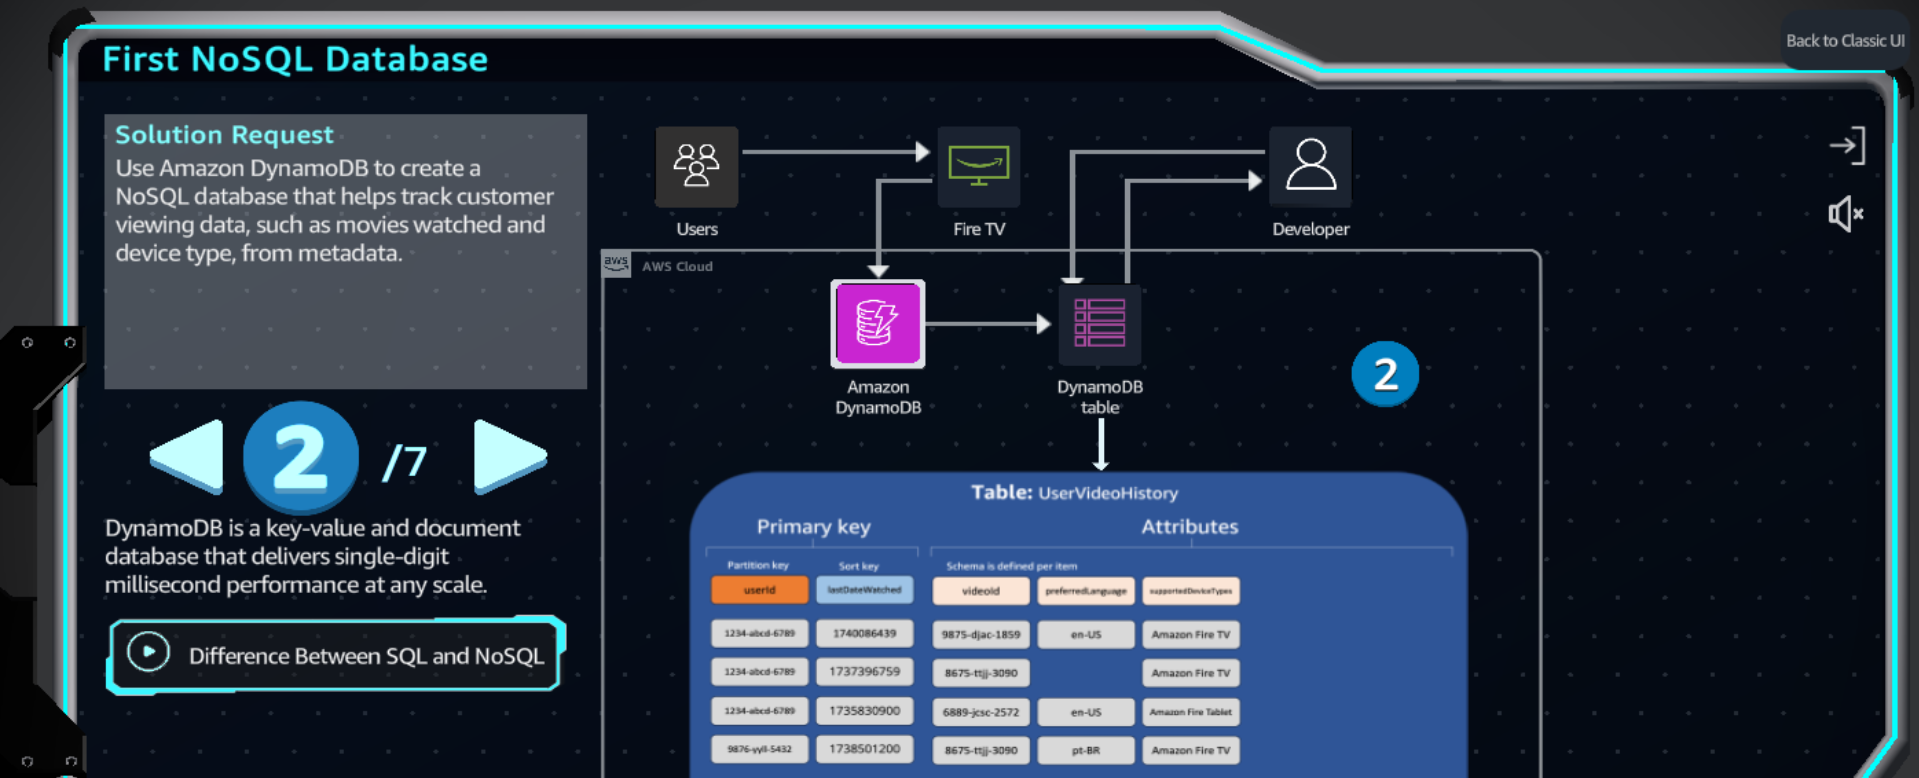 Back to Classic UI
First NoSQL Database
Solution Request
Use Amazon DynamoDB to create a
NoSQL database that helps track customer
viewing data, such as movies watched and
device type, from metadata.
2 /7
DynamoDB is a key-value and document
database that delivers single-digit
millisecond performance at any scale.
Difference Between SQL and NoSQL
Users
Fire TV
Developer
aws
AWS Cloud
Amazon
DynamoDB
DynamoDB
table
2
Table: UserVideoHistory
Primary key
Attributes
Partition key
Sort key
Schema is defined per item
userId
lastDateWatched
videoId
preferredLanguage
supportedDeviceTypes
1234-abcd-6789
1740086439
9875-djac-1859
en-US
Amazon Fire TV
1234-abcd-6789
1737396759
8675-ttjj-3090
Amazon Fire TV
1234-abcd-6789
1735830900
6889-jcsc-2572
en-US
Amazon Fire Tablet
9876-yyll-5432
1738501200
8675-ttjj-3090
pt-BR
Amazon Fire TV